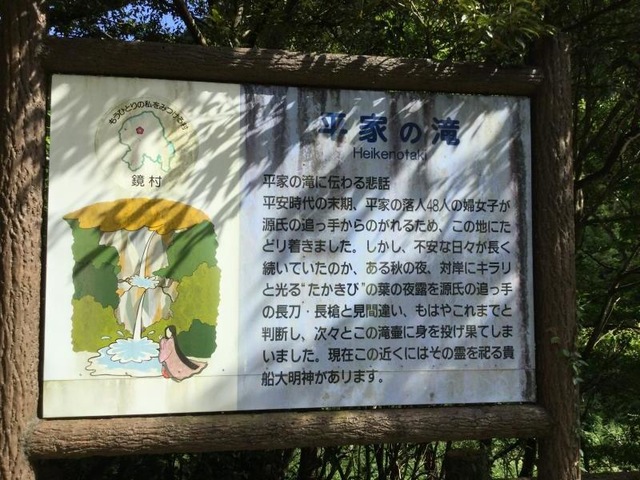 もうひとりの私をみつけるむら
鏡村
平家の滝
Heikenotaki
平家の滝に伝わる悲話
平安時代の末期、平家の落人48人の婦女子が
源氏の追っ手からのがれるため、この地にた
どり着きました。しかし、不安な日々が長く
続いていたのか、ある秋の夜、対岸にキラリ
と光る“たかきび”の葉の夜露を源氏の追っ手
の長刀・長槍と見間違い、もはやこれまでと
判断し、次々とこの滝壷に身を投げ果てしま
いました。現在この近くにはその霊を祀る貴
船大明神があります。